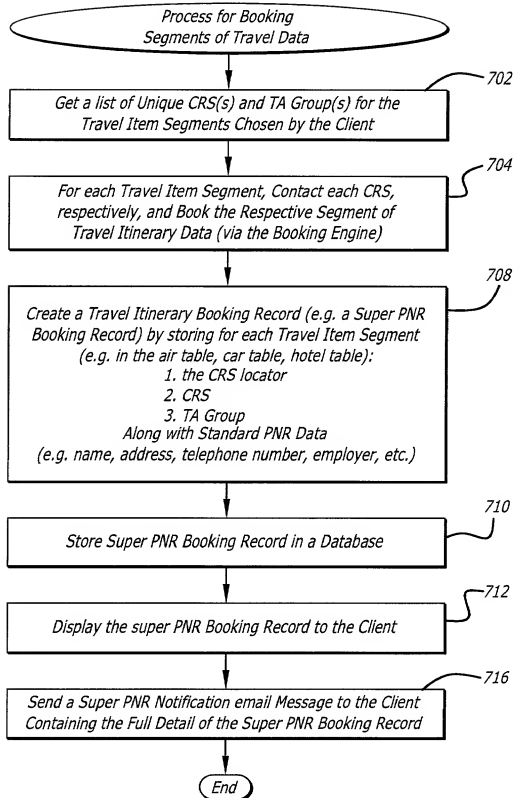 Process for Booking
Segments of Travel Data
702
Get a list of Unique CRS(s) and TA Group(s) for the
Travel Item Segments Chosen by the Client
704
For each Travel Item Segment, Contact each CRS,
respectively, and Book the Respective Segment of
Travel Itinerary Data (via the Booking Engine)
708
Create a Travel Itinerary Booking Record (e.g. a Super PNR
Booking Record) by storing for each Travel Item Segment
(e.g. in the air table, car table, hotel table):
1. the CRS locator
2. CRS
3. TA Group
Along with Standard PNR Data
(e.g. name, address, telephone number, employer, etc.)
710
Store Super PNR Booking Record in a Database
712
Display the super PNR Booking Record to the Client
716
Send a Super PNR Notification email Message to the Client
Containing the Full Detail of the Super PNR Booking Record
End